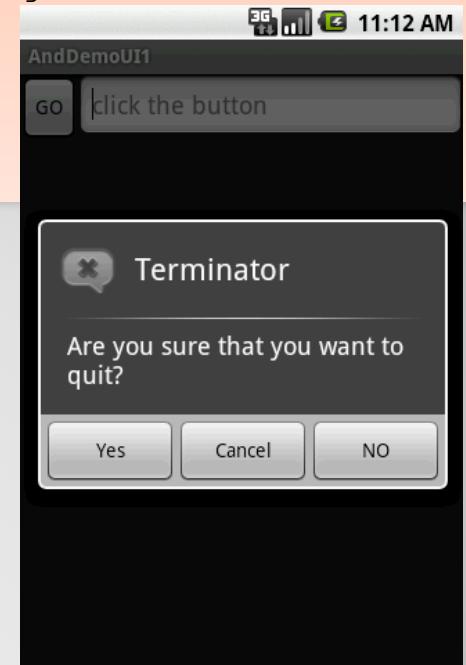 3G 11:12 AM
AndDemoUI1
GO click the button
Terminator
Are you sure that you want to
quit?
Yes Cancel NO